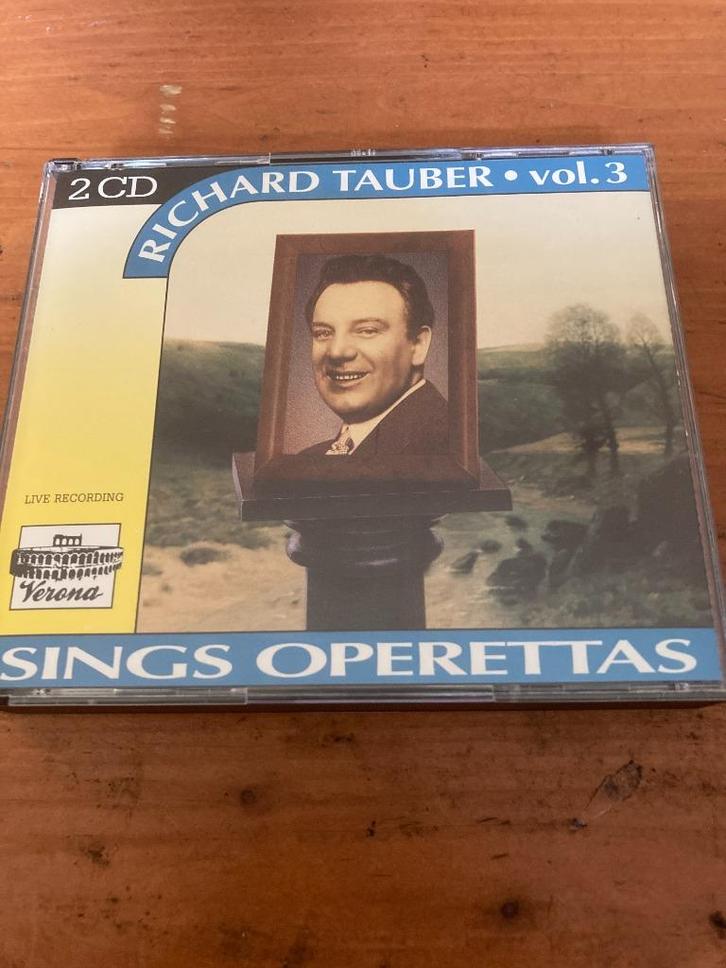 2 CD
RICHARD TAUBER • vol. 3
LIVE RECORDING
Verona
SINGS OPERETTAS